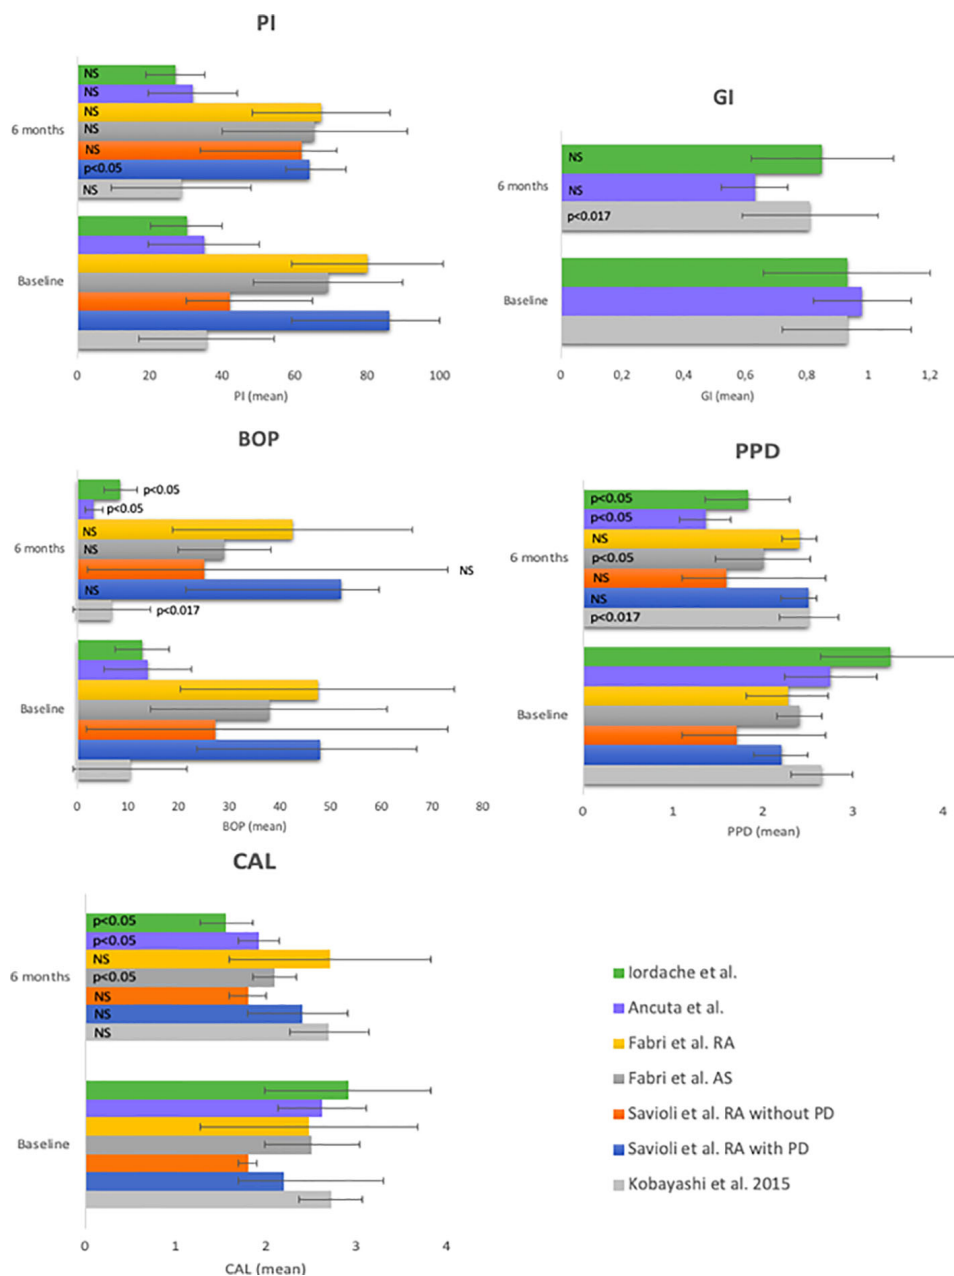 PI
NS
NS
NS
NS
NS
p<0.05
NS
6 months
Baseline
0 20 40 60 80 100
PI (mean)
GI
NS
NS
p<0.017
6 months
Baseline
0 0,2 0,4 0,6 0,8 1 1,2
GI (mean)
BOP
p<0.05
p<0.05
NS
NS
NS
NS
p<0.017
6 months
Baseline
0 10 20 30 40 50 60 70 80
BOP (mean)
PPD
p<0.05
p<0.05
NS
p<0.05
NS
NS
p<0.017
6 months
Baseline
0 1 2 3 4
PPD (mean)
CAL
p<0.05
p<0.05
NS
p<0.05
NS
NS
NS
6 months
Baseline
0 1 2 3 4
CAL (mean)
Iordache et al.
Ancuta et al.
Fabri et al. RA
Fabri et al. AS
Savioli et al. RA without PD
Savioli et al. RA with PD
Kobayashi et al. 2015